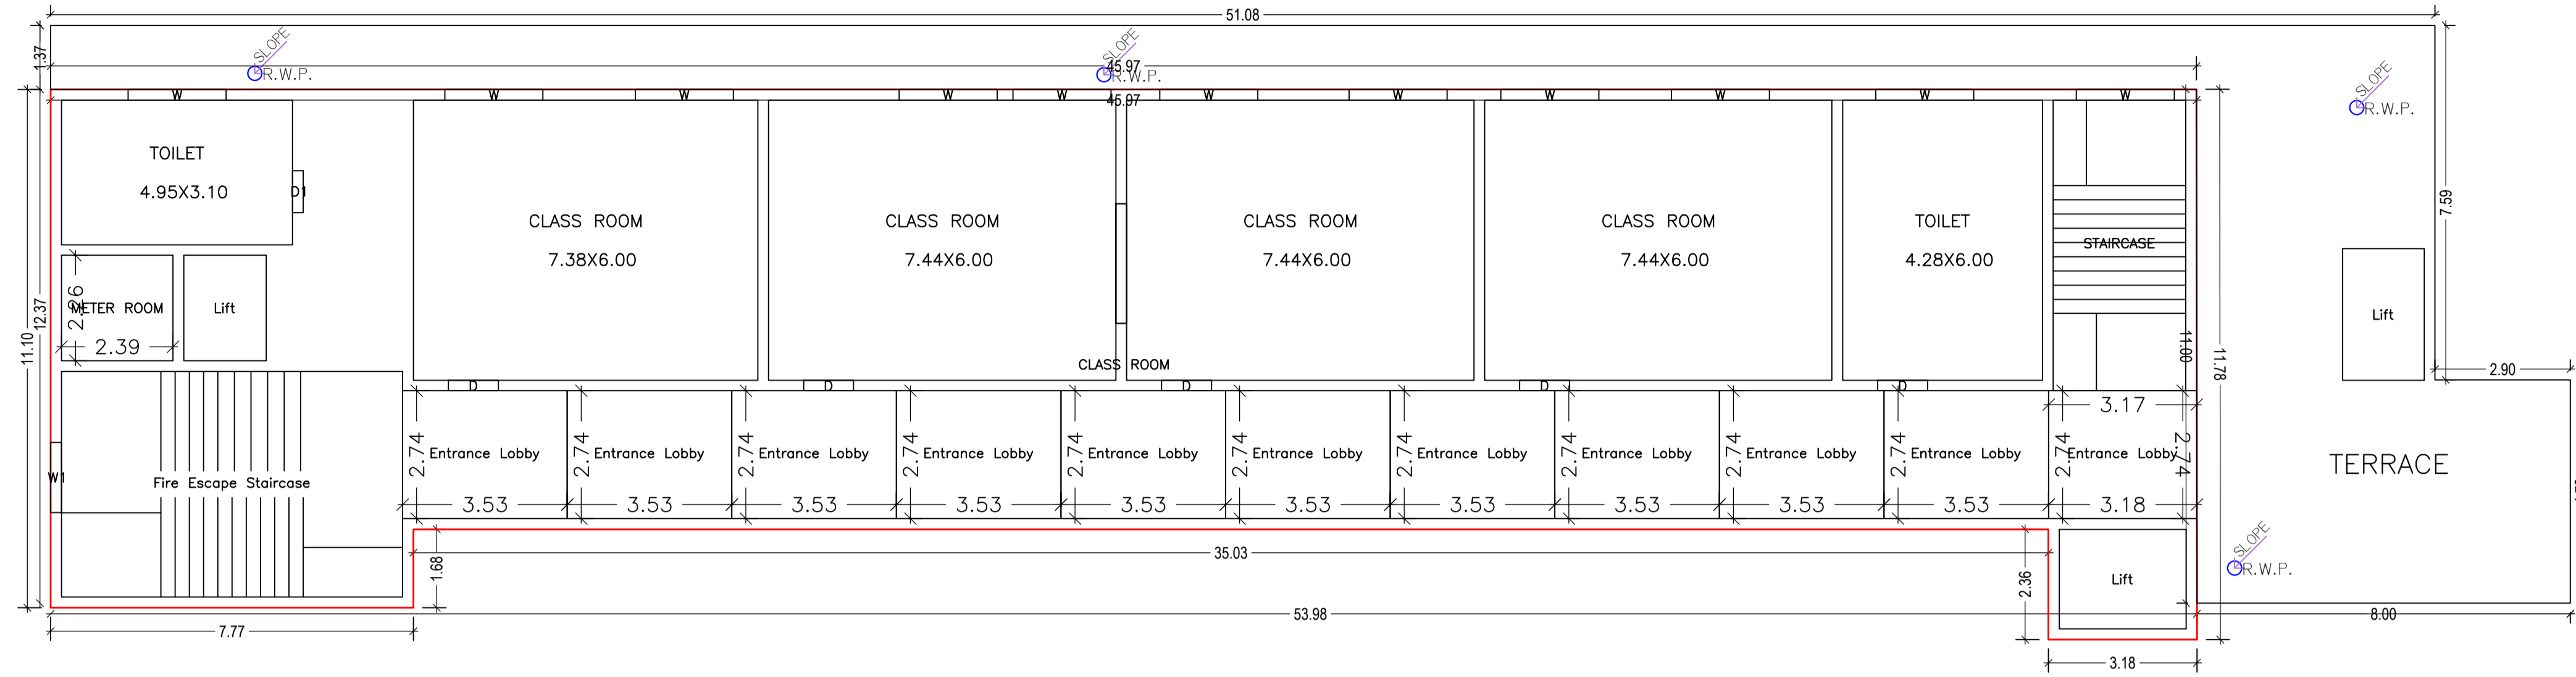 51.08
1.37
SLOPE
R.W.P.
45.97
SLOPE
R.W.P.
SLOPE
R.W.P.
W
W
W
W
W
45.97
W
W
W
W
W
W
TOILET
4.95X3.10
D1
CLASS ROOM
7.38X6.00
CLASS ROOM
7.44X6.00
CLASS ROOM
7.44X6.00
CLASS ROOM
7.44X6.00
TOILET
4.28X6.00
STAIRCASE
7.59
METER ROOM
2.26
2.39
Lift
Lift
12.37
11.10
11.00
11.78
2.90
CLASS ROOM
D
D
D
D
D
3.17
2.74
Entrance Lobby
3.53
2.74
Entrance Lobby
3.53
2.74
Entrance Lobby
3.53
2.74
Entrance Lobby
3.53
2.74
Entrance Lobby
3.53
2.74
Entrance Lobby
3.53
2.74
Entrance Lobby
3.53
2.74
Entrance Lobby
3.53
2.74
Entrance Lobby
3.53
2.74
Entrance Lobby
3.53
2.74
Entrance Lobby
2.74
3.18
TERRACE
W1
Fire Escape Staircase
1.68
35.03
2.36
Lift
SLOPE
R.W.P.
53.98
8.00
7.77
3.18